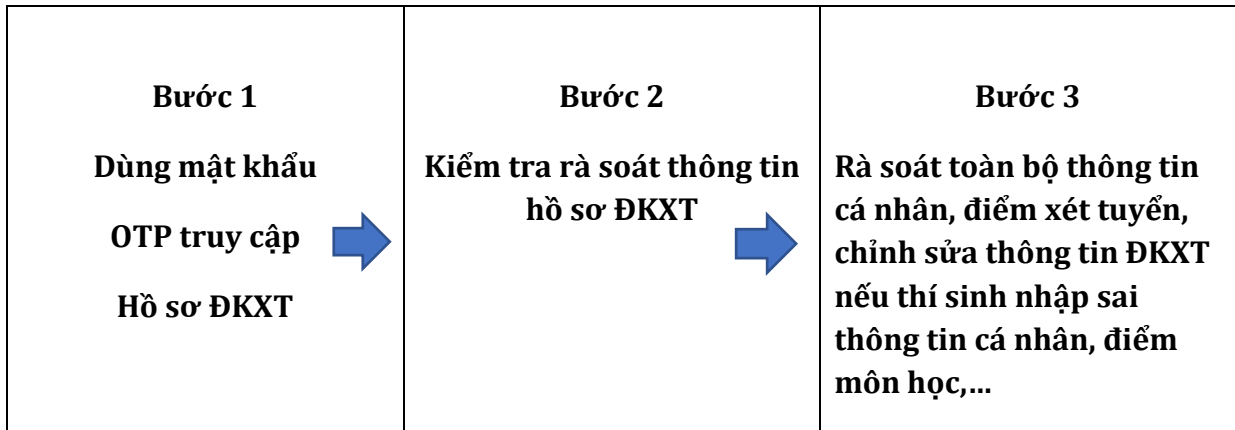 Bước 1
Dùng mật khẩu
OTP truy cập
Hồ sơ ĐKXT
Bước 2
Kiểm tra rà soát thông tin
hồ sơ ĐKXT
Bước 3
Rà soát toàn bộ thông tin
cá nhân, điểm xét tuyển,
chỉnh sửa thông tin ĐKXT
nếu thí sinh nhập sai
thông tin cá nhân, điểm
môn học,...